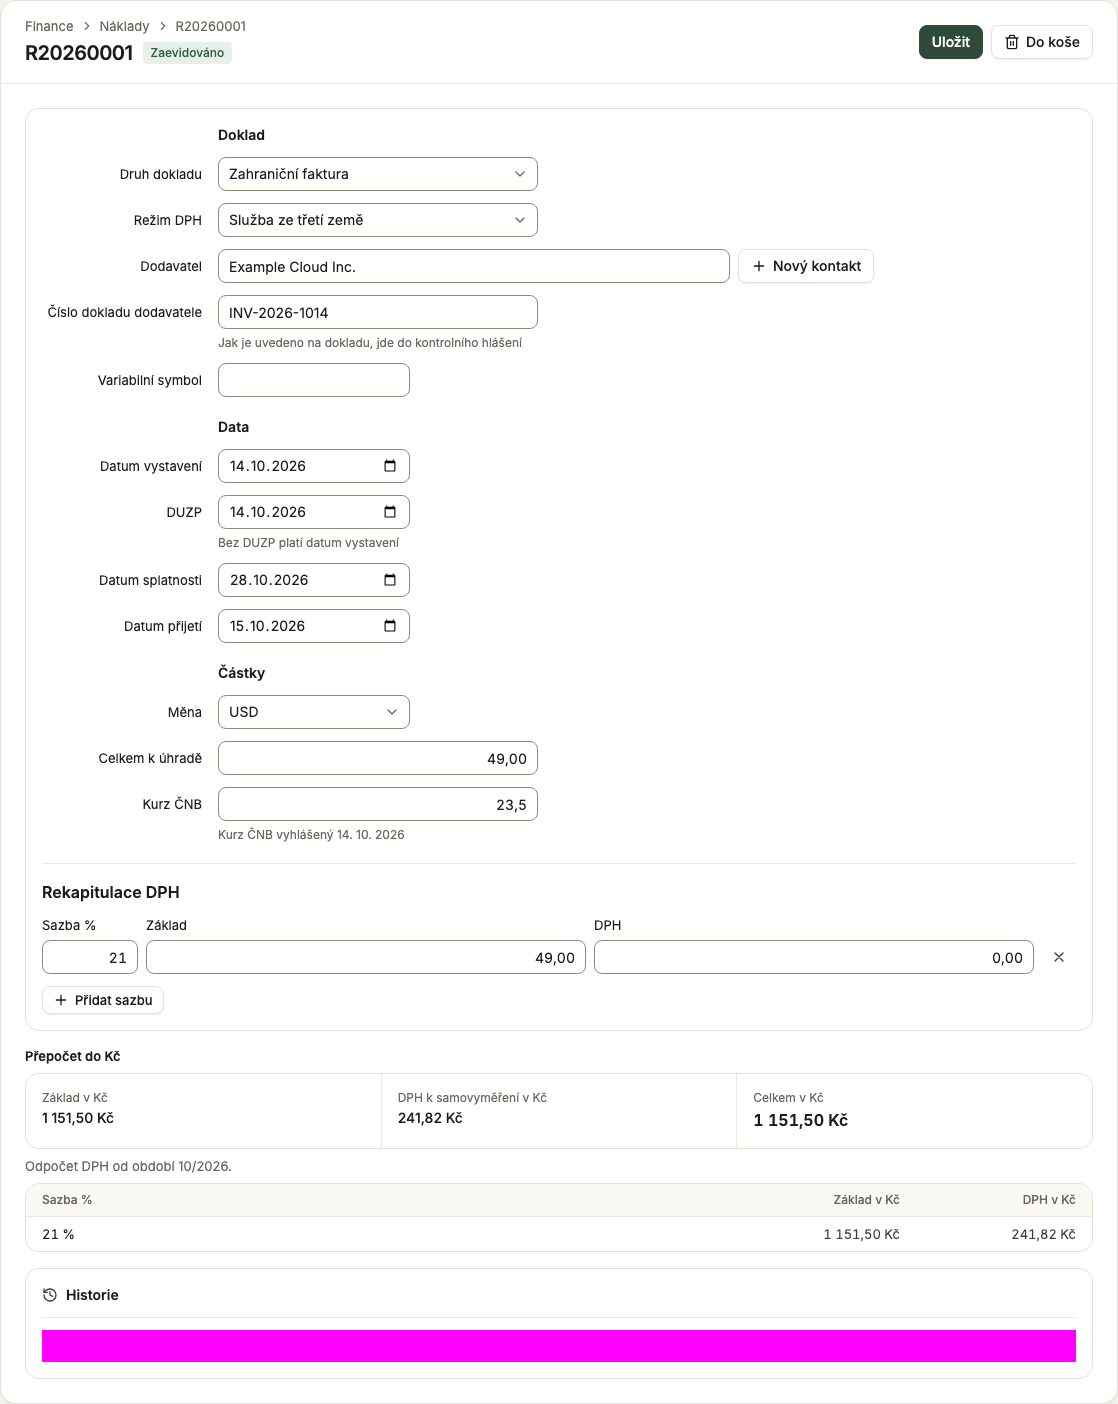 Finance > Náklady > R20260001
R20260001 Zaevidováno
Uložit
Do koše
Doklad
Druh dokladu
Zahraniční faktura
Režim DPH
Služba ze třetí země
Dodavatel
Example Cloud Inc.
+ Nový kontakt
Číslo dokladu dodavatele
INV-2026-1014
Jak je uvedeno na dokladu, jde do kontrolního hlášení
Variabilní symbol
Data
Datum vystavení
14.10.2026
DUZP
14.10.2026
Bez DUZP platí datum vystavení
Datum splatnosti
28.10.2026
Datum přijetí
15.10.2026
Částky
Měna
USD
Celkem k úhradě
49,00
Kurz ČNB
23,5
Kurz ČNB vyhlášený 14. 10. 2026
Rekapitulace DPH
Sazba % Základ DPH
21 49,00 0,00
+ Přidat sazbu
Přepočet do Kč
Základ v Kč
1 151,50 Kč
DPH k samovyměření v Kč
241,82 Kč
Celkem v Kč
1 151,50 Kč
Odpočet DPH od období 10/2026.
Sazba % Základ v Kč DPH v Kč
21 % 1 151,50 Kč 241,82 Kč
Historie